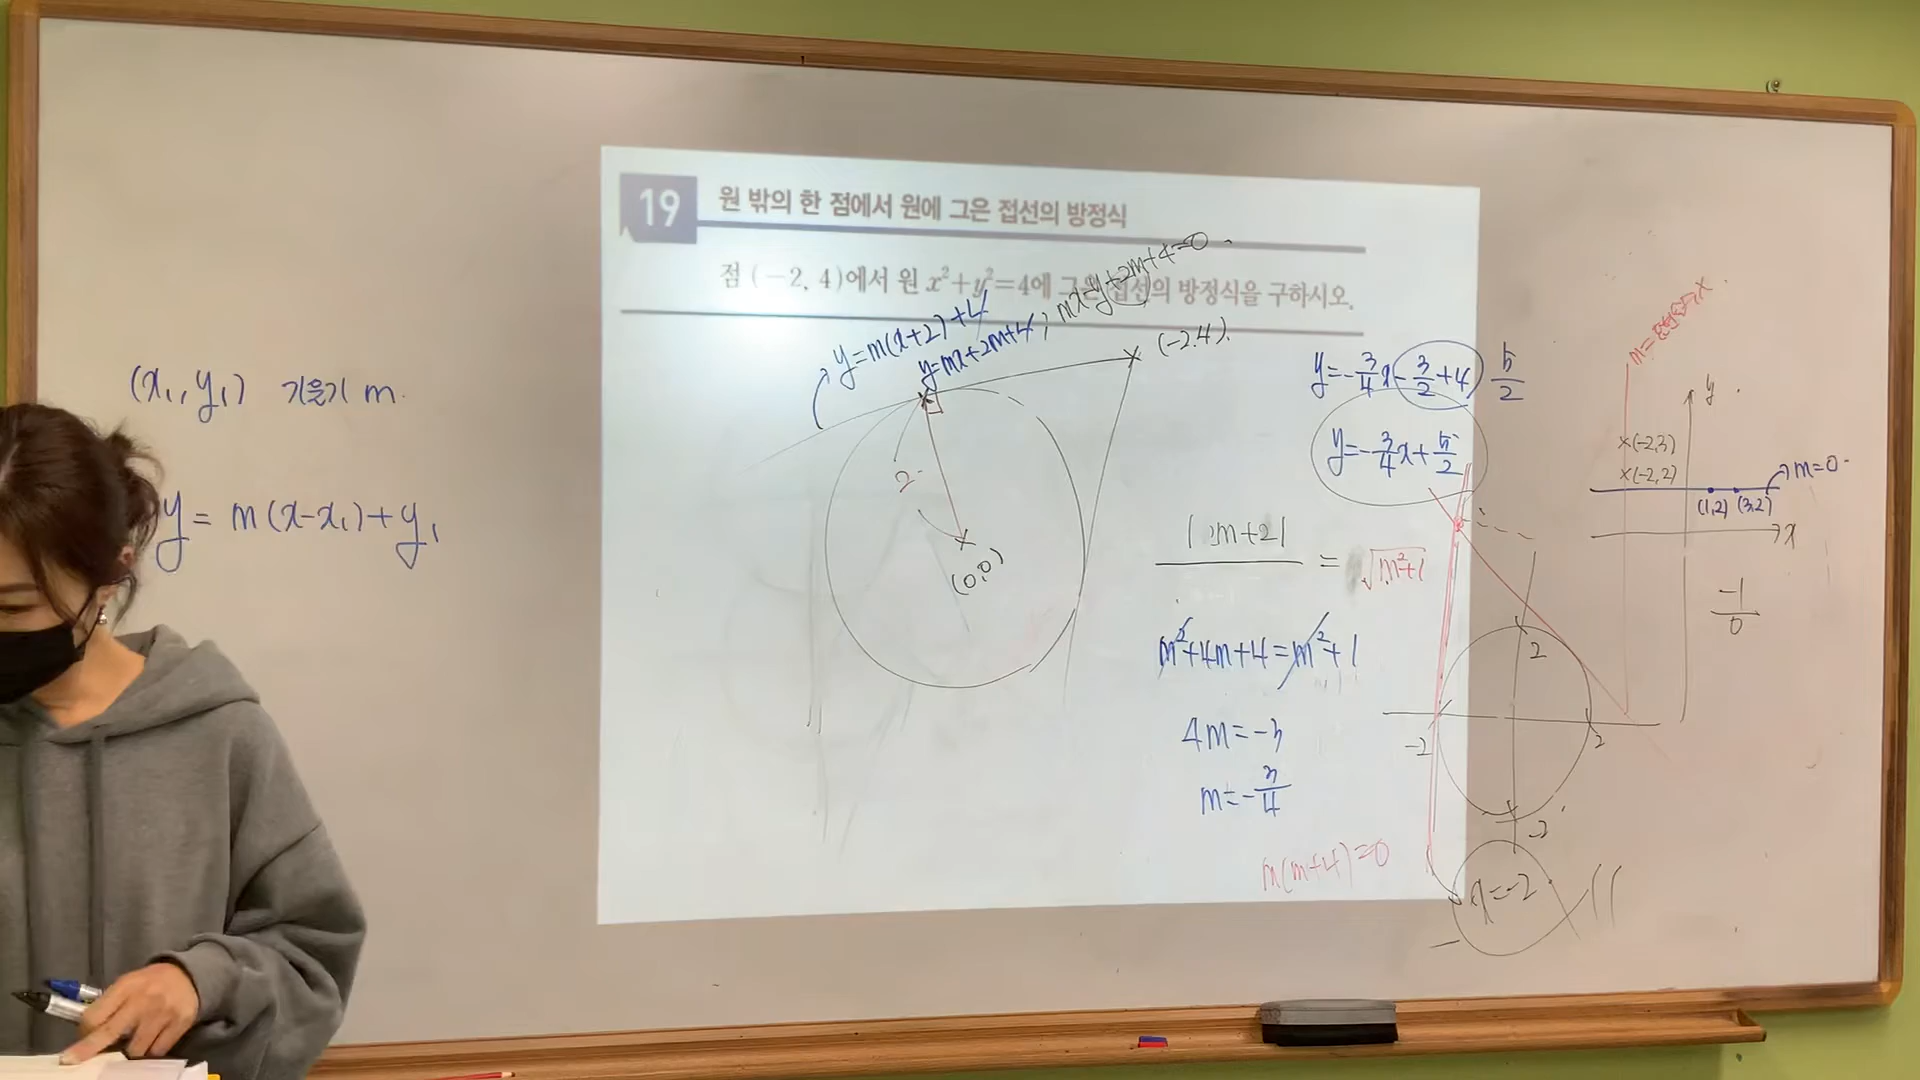 19 원 밖의 한 점에서 원에 그은 접선의 방정식
점 (-2, 4)에서 원 x²+y²=4에 그은 접선의 방정식을 구하시오.
(x₁, y₁) 기울기 m.
y = m(x-x₁)+y₁
y=m(x+2)+4
y=mx+2m+4 ; mx-y+2m+4=0
(-2.4).
2
(0,0)
y=-3/4x-3/2+4 5/2
y=-3/4x+5/2
|m+2| = √m²+1
m²+4m+4=m²+1
4m=-3
m=-3/4
m(m+4)=0
y
(-2,3)
(-2,2)
m=0
(1,2) (3,2)
x
-1/0
2
-2
2
-2
x=-2